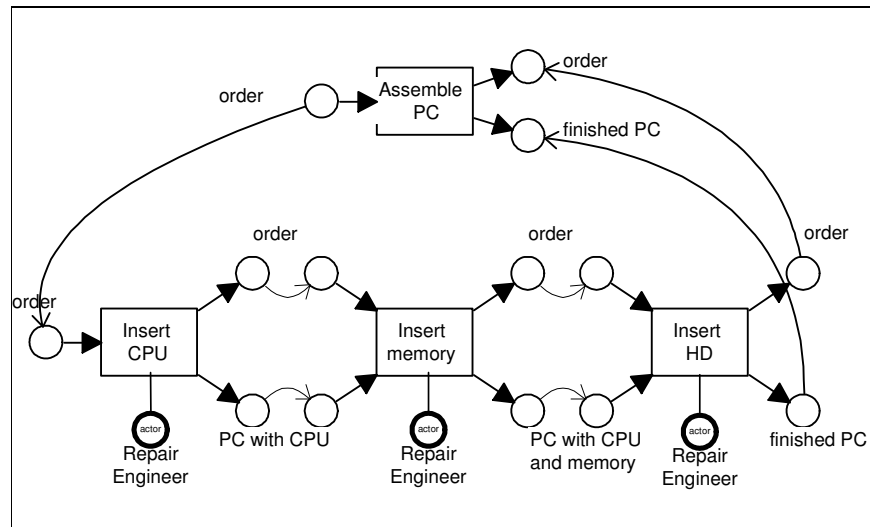 order
Assemble
PC
order
finished PC
order
order
order
order
Insert
CPU
Insert
memory
Insert
HD
actor
actor
actor
Repair
Engineer
PC with CPU
Repair
Engineer
PC with CPU
and memory
Repair
Engineer
finished PC